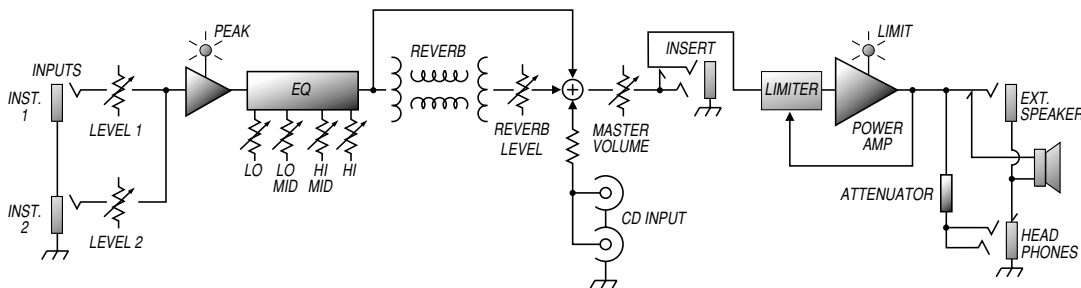 PEAK
INPUTS
INST.
1
LEVEL 1
INST.
2
LEVEL 2
EQ
LO
LO
MID
HI
MID
HI
REVERB
REVERB
LEVEL
MASTER
VOLUME
CD INPUT
INSERT
LIMITER
LIMIT
POWER
AMP
ATTENUATOR
EXT.
SPEAKER
HEAD
PHONES